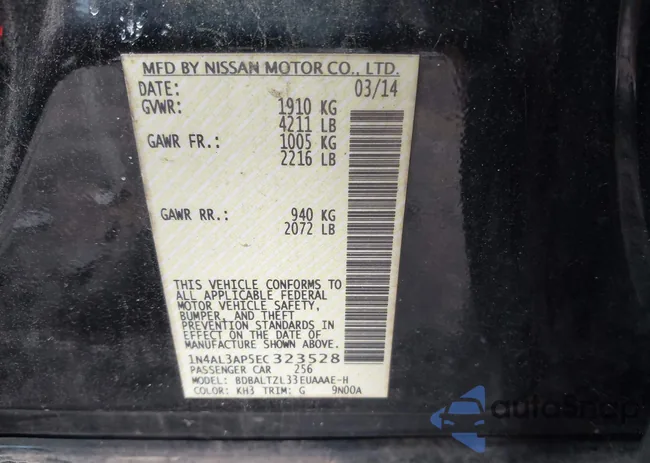 MFD BY NISSAN MOTOR CO., LTD.
DATE: 03/14
GVWR: 1910 KG
4211 LB
GAWR FR.: 1005 KG
2216 LB
GAWR RR.: 940 KG
2072 LB
THIS VEHICLE CONFORMS TO
ALL APPLICABLE FEDERAL
MOTOR VEHICLE SAFETY,
BUMPER, AND THEFT
PREVENTION STANDARDS IN
EFFECT ON THE DATE OF
MANUFACTURE SHOWN ABOVE.
1N4AL3AP5EC323528
PASSENGER CAR 256
MODEL: BDBALTZL33EUAAAE-H
COLOR: KH3 TRIM: G 9N00A
autoSnap